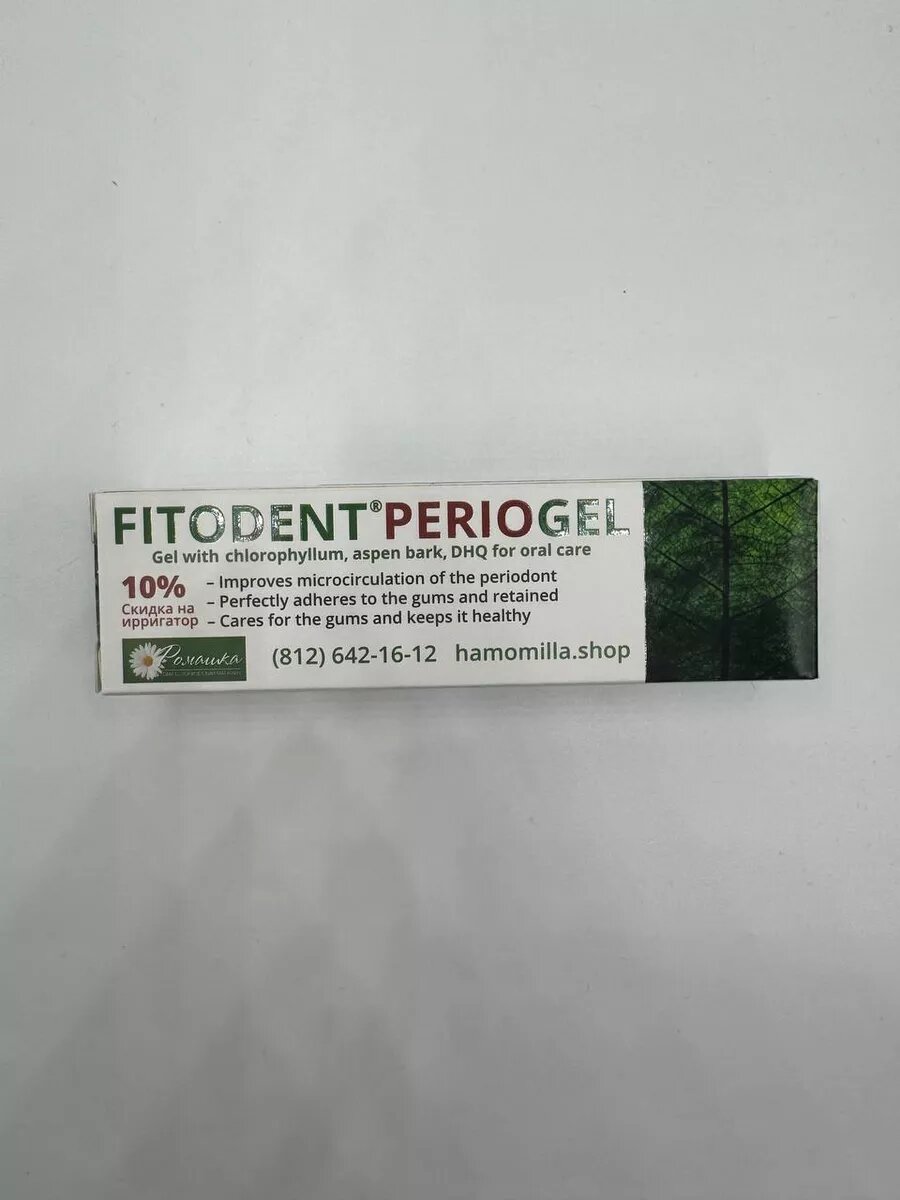 FITODENT® PERIOGEL
Gel with chlorophyllum, aspen bark, DHQ for oral care
10%
Скидка на
ирригатор
– Improves microcirculation of the periodont
– Perfectly adheres to the gums and retained
– Cares for the gums and keeps it healthy
Ромашка
(812) 642-16-12 hamomilla.shop